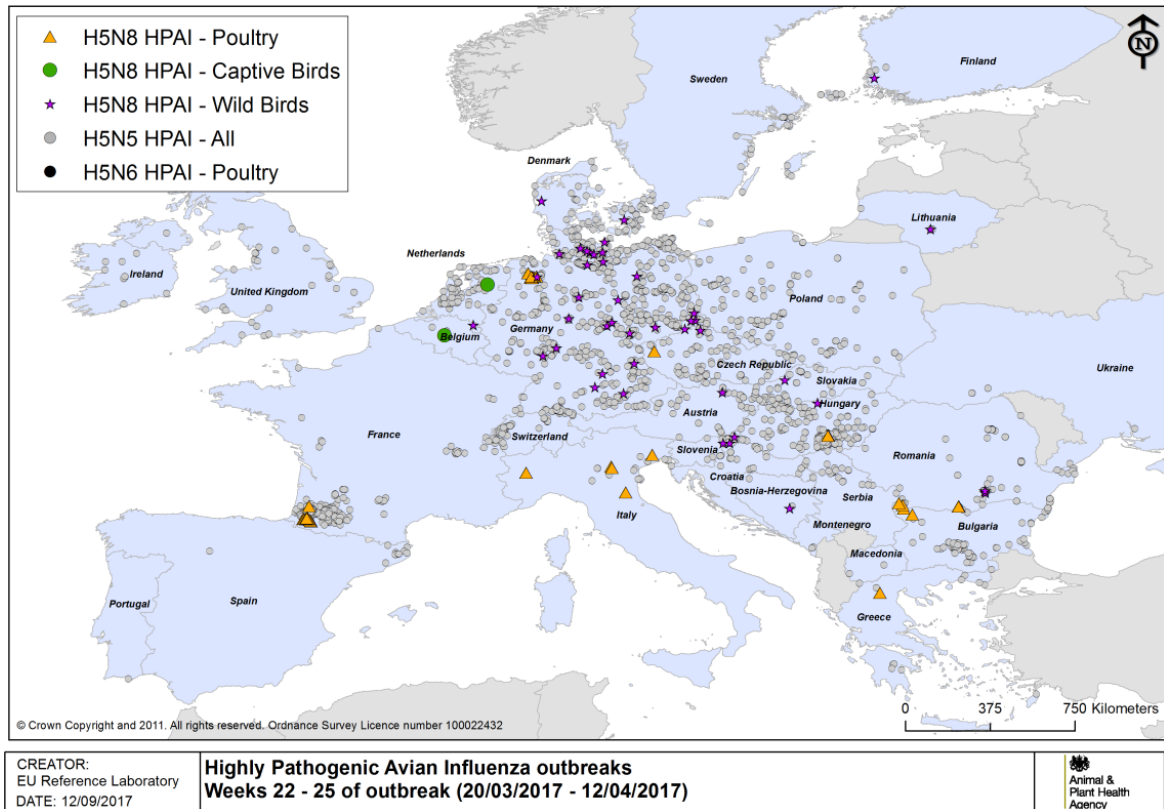 H5N8 HPAI - Poultry
H5N8 HPAI - Captive Birds
H5N8 HPAI - Wild Birds
H5N5 HPAI - All
H5N6 HPAI - Poultry
N
Finland
Sweden
Denmark
Lithuania
Netherlands
Ireland
United Kingdom
Poland
Germany
Belgium
Czech Republic
Ukraine
Slovakia
Hungary
Austria
France
Switzerland
Slovenia
Romania
Croatia
Bosnia-Herzegovina
Serbia
Italy
Montenegro
Bulgaria
Macedonia
Portugal
Spain
Greece
0 375 750 Kilometers
© Crown Copyright and 2011. All rights reserved. Ordnance Survey Licence number 100022432
CREATOR:
EU Reference Laboratory
DATE: 12/09/2017
Highly Pathogenic Avian Influenza outbreaks
Weeks 22 - 25 of outbreak (20/03/2017 - 12/04/2017)
Animal &
Plant Health
Agency